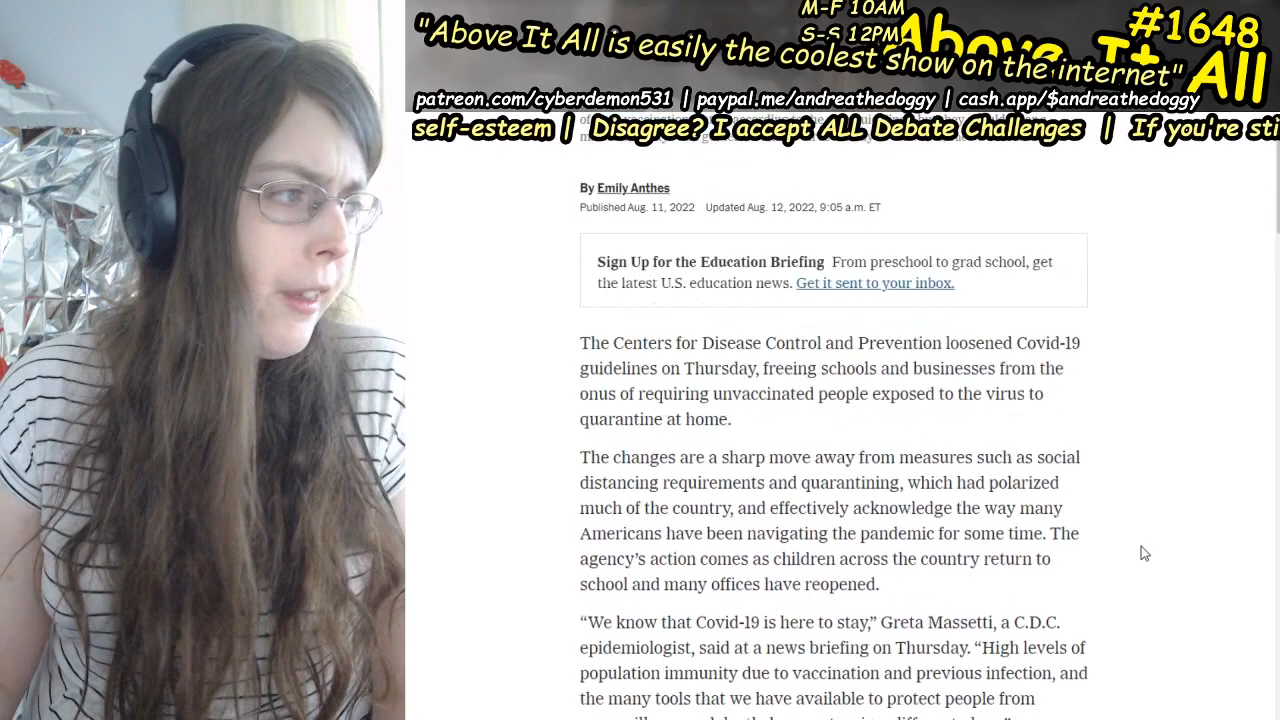 M-F 10AM
S-S 12PM
#1648
Above It All
"Above It All is easily the coolest show on the internet"
patreon.com/cyberdemon531 | paypal.me/andreathedoggy | cash.app/$andreathedoggy
self-esteem | Disagree? I accept ALL Debate Challenges | If you're sti
By Emily Anthes
Published Aug. 11, 2022 Updated Aug. 12, 2022, 9:05 a.m. ET
Sign Up for the Education Briefing From preschool to grad school, get
the latest U.S. education news. Get it sent to your inbox.
The Centers for Disease Control and Prevention loosened Covid-19
guidelines on Thursday, freeing schools and businesses from the
onus of requiring unvaccinated people exposed to the virus to
quarantine at home.
The changes are a sharp move away from measures such as social
distancing requirements and quarantining, which had polarized
much of the country, and effectively acknowledge the way many
Americans have been navigating the pandemic for some time. The
agency's action comes as children across the country return to
school and many offices have reopened.
“We know that Covid-19 is here to stay,” Greta Massetti, a C.D.C.
epidemiologist, said at a news briefing on Thursday. “High levels of
population immunity due to vaccination and previous infection, and
the many tools that we have available to protect people from